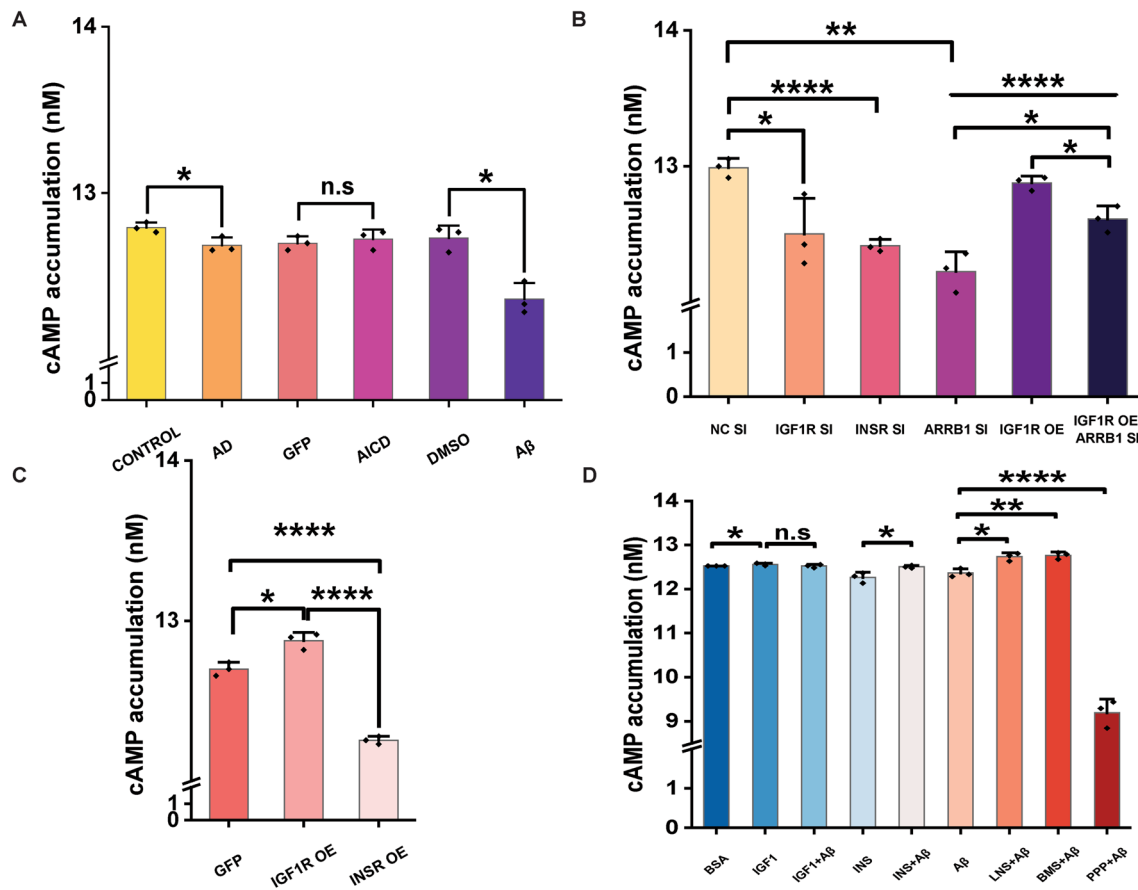 A
14
13
1
0
cAMP accumulation (nM)
*
n.s
*
CONTROL
AD
GFP
AICD
DMSO
Aβ
B
14
13
1
0
cAMP accumulation (nM)
**
****
****
*
*
*
NC SI
IGF1R SI
INSR SI
ARRB1 SI
IGF1R OE
IGF1R OE
ARRB1 SI
C
14
13
1
0
cAMP accumulation (nM)
****
*
****
GFP
IGF1R OE
INSR OE
D
14
13
12
11
10
9
1
0
cAMP accumulation (nM)
****
**
*
n.s
*
*
BSA
IGF1
IGF1+Aβ
INS
INS+Aβ
Aβ
LNS+Aβ
BMS+Aβ
PPP+Aβ